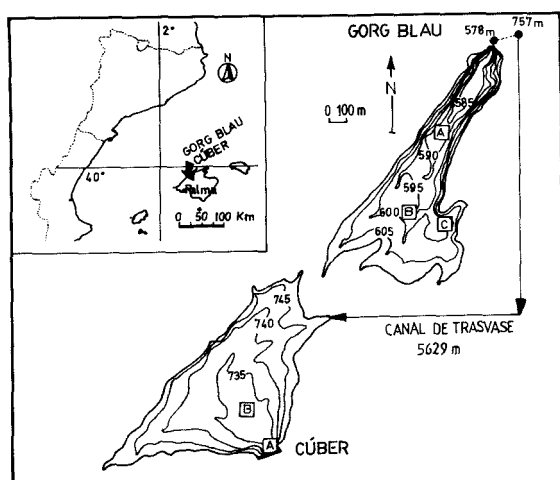 2°
N
GORG BLAU
CÚBER
40°
Palma
0 50 100 Km
GORG BLAU
578m
757m
N
0 100 m
585
A
590
595
600
B
C
605
CANAL DE TRASVASE
5629 m
745
740
735
B
A
CÚBER